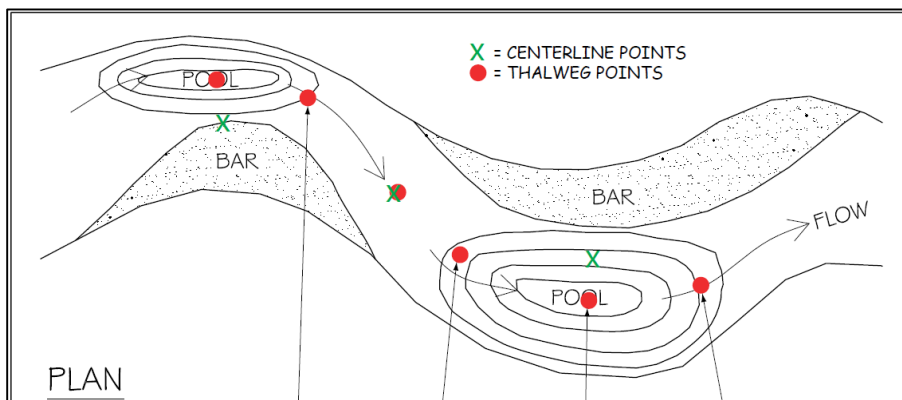 X = CENTERLINE POINTS
= THALWEG POINTS
POOL
X
BAR
X
BAR
FLOW
X
POOL
PLAN